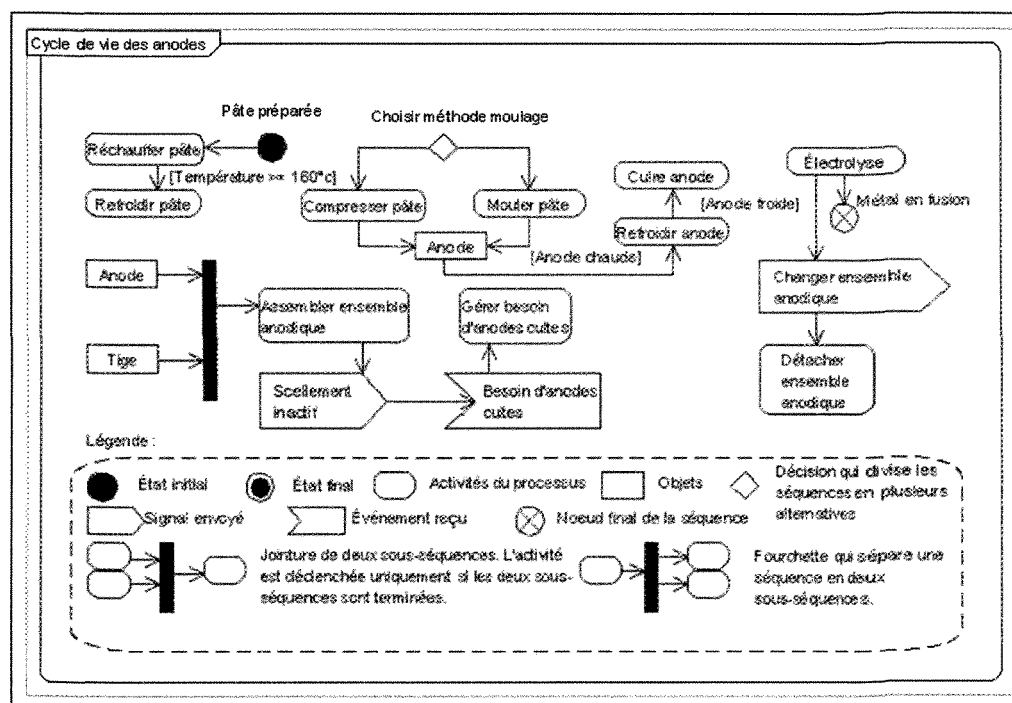 Cycle de vie des anodes
Pâte préparée
Choisir méthode moulage
Réchauffer pâte
[Température >= 160°c]
Refroidir pâte
Compresser pâte
Mouler pâte
Anode
[Anode chaude]
Cuire anode
[Anode froide]
Refroidir anode
Électrolyse
Métal en fusion
Changer ensemble
anodique
Détacher
ensemble
anodique
Anode
Tige
Assembler ensemble
anodique
Gérer besoin
d'anodes cuites
Scellement
inactif
Besoin d'anodes
cuites
Légende :
État initial
État final
Activités du processus
Objets
Décision qui divise les
séquences en plusieurs
alternatives
Signal envoyé
Événement reçu
Noeud final de la séquence
Jointure de deux sous-séquences. L'activité
est déclenchée uniquement si les deux sous-
séquences sont terminées.
Fourchette qui sépare une
séquence en deux
sous-séquences.